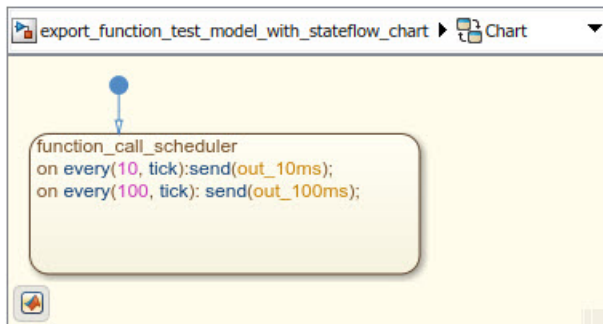 export_function_test_model_with_stateflow_chart Chart
function_call_scheduler
on every(10, tick):send(out_10ms);
on every(100, tick): send(out_100ms);